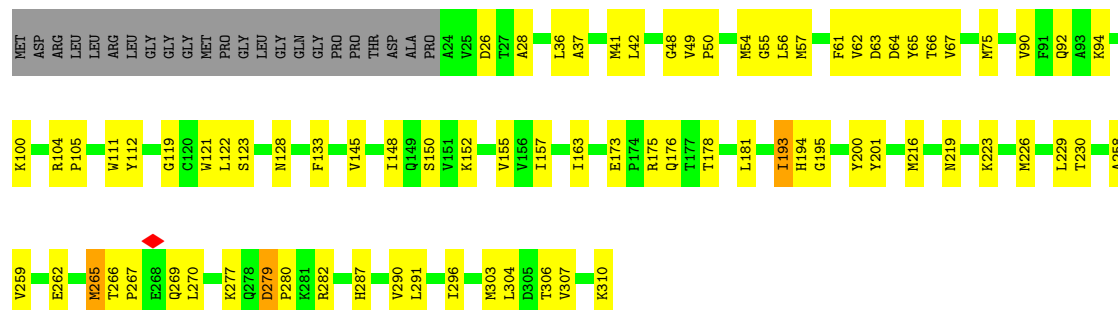 MET ASP ARG LEU LEU ARG LEU GLY GLY GLY MET PRO GLY LEU GLY GLN GLY PRO PRO THR ASP ALA PRO A24 V25 D26 T27 A28 L36 A37 M41 L42 G48 V49 P50 M54 G55 L56 M57 F61 V62 D63 D64 Y65 T66 V67 M75 V90 F91 Q92 A93 K94
K100 R104 P105 W111 Y112 G119 C120 W121 L122 S123 N128 F133 V145 I148 Q149 S150 V151 K152 V155 V156 I157 I163 E173 P174 R175 Q176 T177 T178 L181 I193 H194 G195 Y200 Y201 M216 N219 K223 M226 L229 T230 A258
V259 E262 M265 T266 P267 E268 Q269 L270 K277 Q278 D279 P280 K281 R282 H287 V290 L291 I296 M303 L304 D305 T306 V307 K310